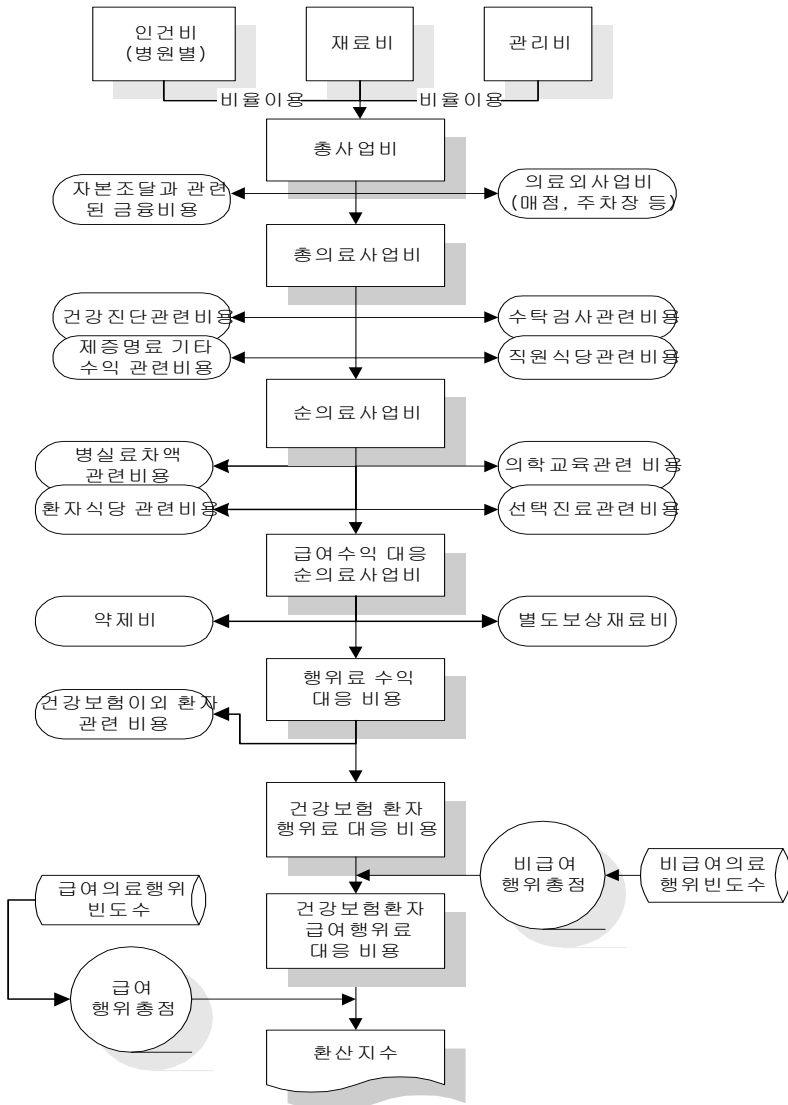 인건비
(병원별)
재료비
관리비
비율이용
비율이용
총사업비
자본조달과 관련
된 금융비용
의료외사업비
(매점, 주차장 등)
총의료사업비
건강진단관련비용
수탁검사관련비용
제증명료 기타
수익 관련비용
직원식당관련비용
순의료사업비
병실료차액
관련비용
의학교육관련 비용
환자식당 관련비용
선택진료관련비용
급여수익 대응
순의료사업비
약제비
별도보상재료비
행위료 수익
대응 비용
건강보험이외 환자
관련 비용
건강보험 환자
행위료 대응 비용
비급여
행위총점
비급여의료
행위빈도수
급여의료행위
빈도수
건강보험환자
급여행위료
대응 비용
급여
행위총점
환산지수